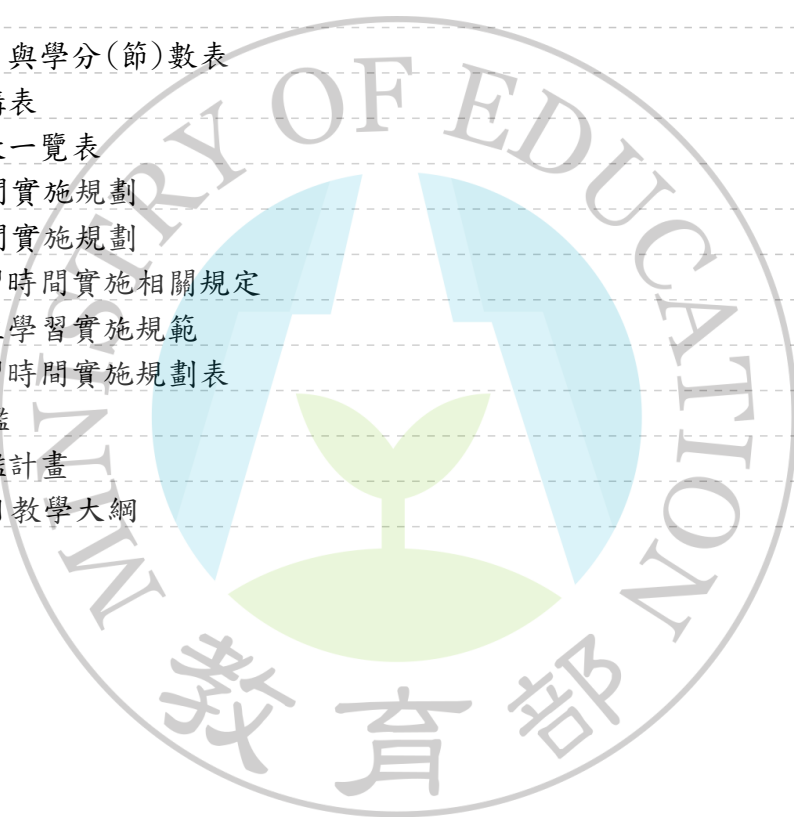 與學分(節)數表
表
一覽表
實施規劃
實施規劃
時間實施相關規定
學習實施規範
時間實施規劃表
計畫
教學大綱
MINISTRY OF EDUCATION
教育部